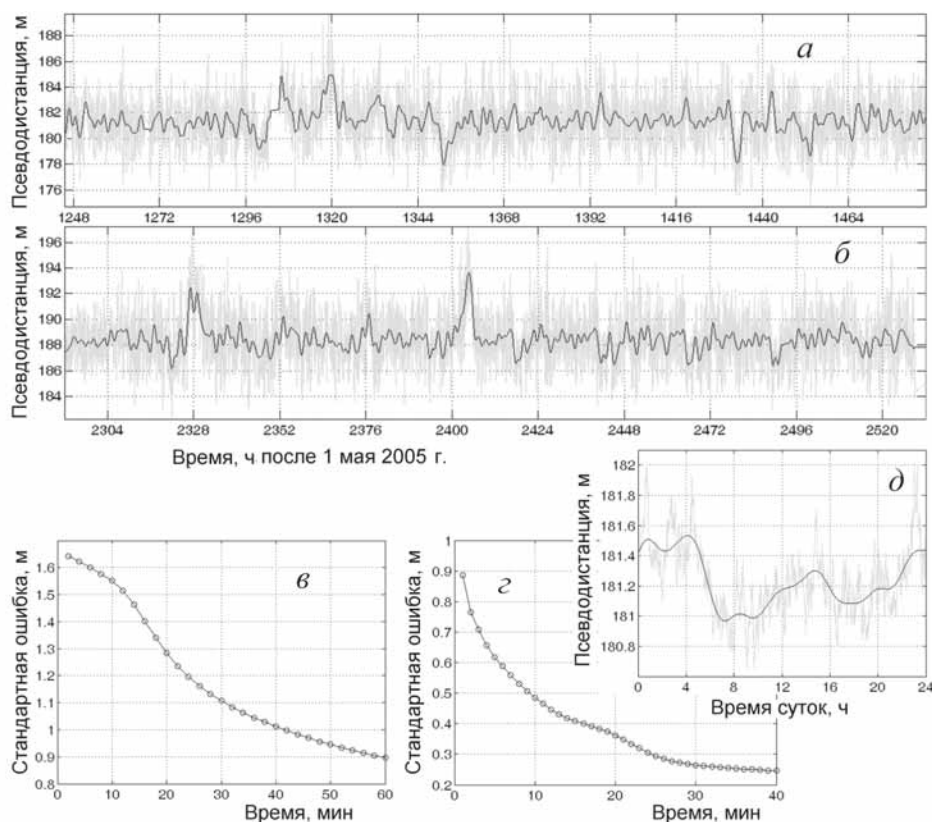 Псевдодистанция, м
188
186
184
182
180
178
176
а
1248 1272 1296 1320 1344 1368 1392 1416 1440 1464
Псевдодистанция, м
196
194
192
190
188
186
184
б
2304 2328 2352 2376 2400 2424 2448 2472 2496 2520
Время, ч после 1 мая 2005 г.
Стандартная ошибка, м
1.6
1.5
1.4
1.3
1.2
1.1
1
0.9
0.8
в
0 10 20 30 40 50 60
Время, мин
Стандартная ошибка, м
1
0.9
0.8
0.7
0.6
0.5
0.4
0.3
0.2
г
0 10 20 30 40
Время, мин
Псевдодистанция, м
182
181.8
181.6
181.4
181.2
181
180.8
д
0 4 8 12 16 20 24
Время суток, ч